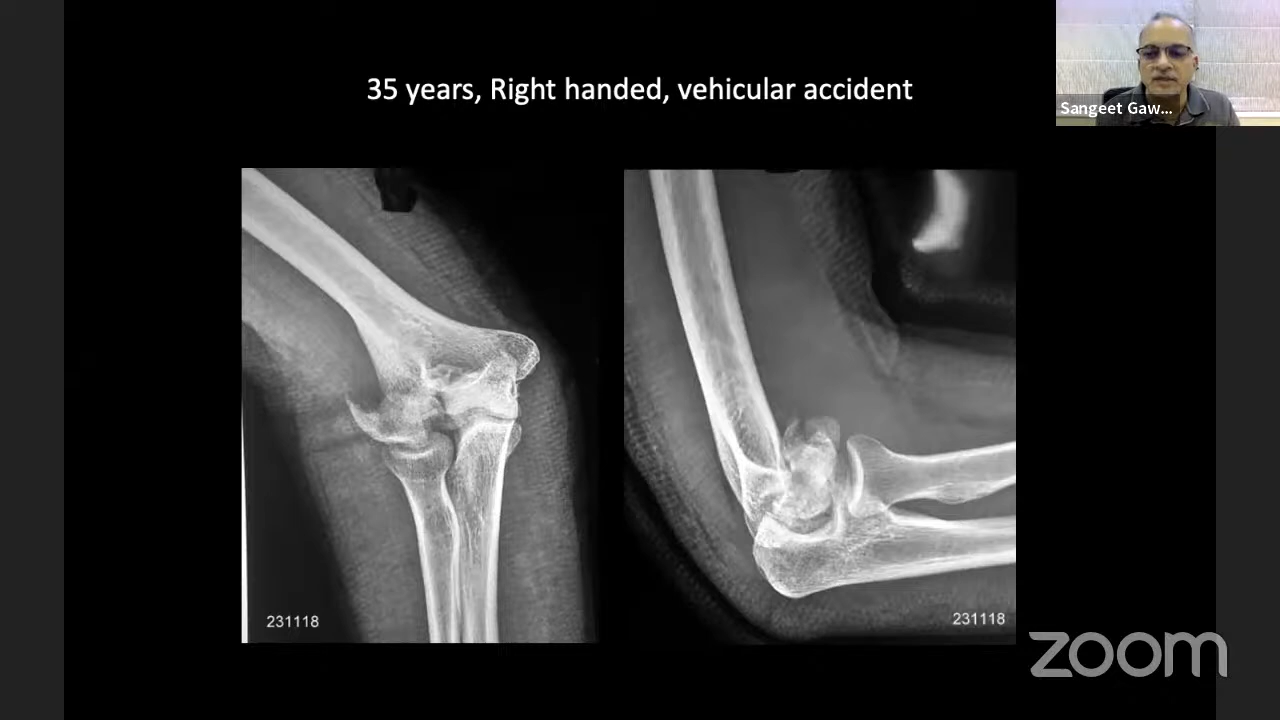 35 years, Right handed, vehicular accident
Sangeet Gaw...
231118
231118
zoom